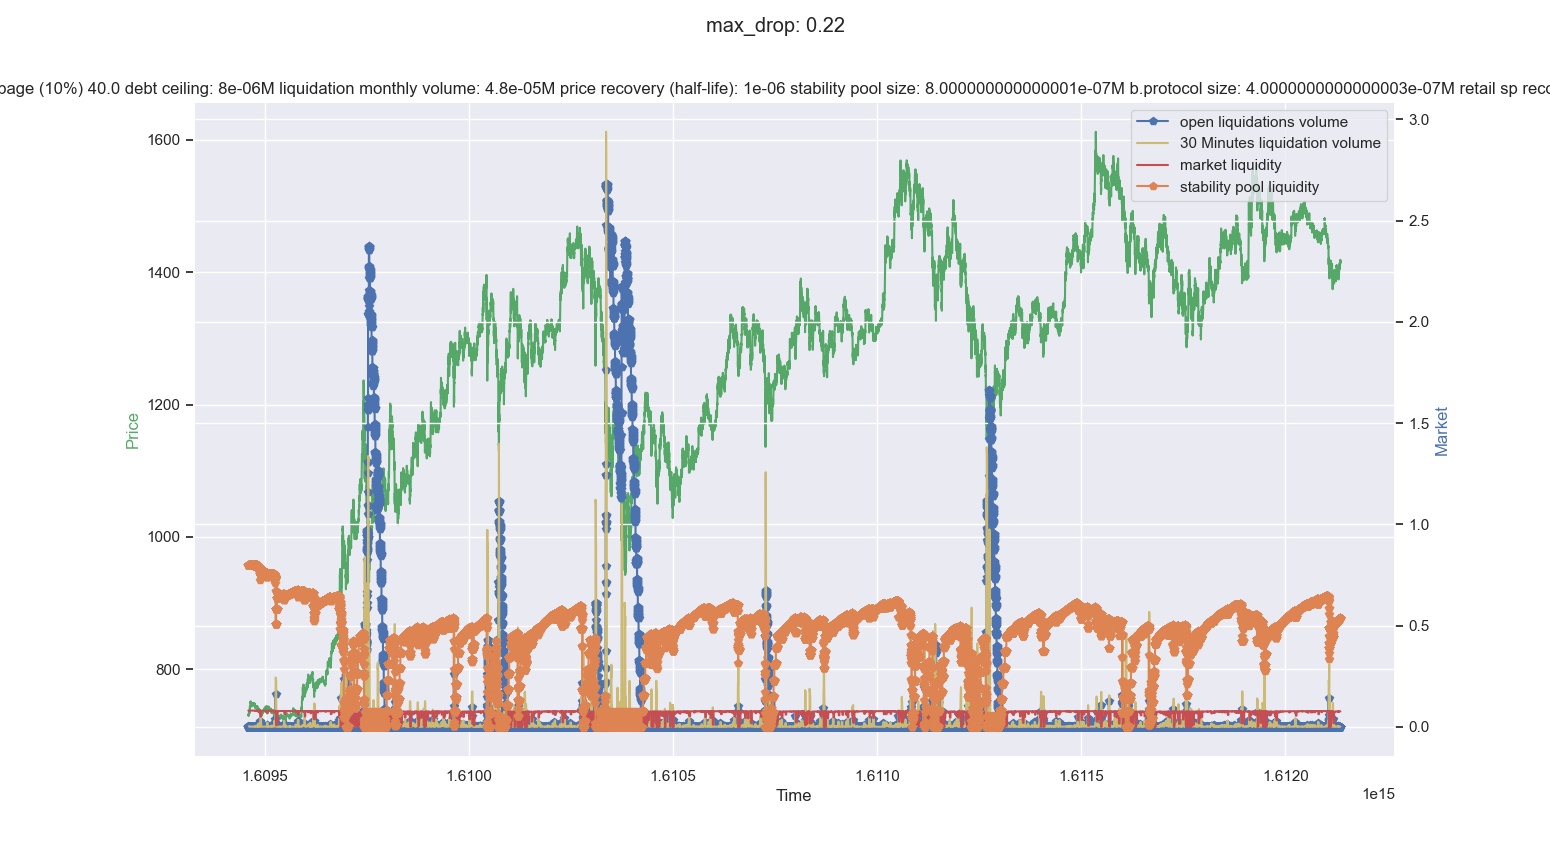 max_drop: 0.22
(10%) 40.0 debt ceiling: 8e-06M liquidation monthly volume: 4.8e-05M price recovery (half-life): 1e-06 stability pool size: 8.000000000000001e-07M b.protocol size: 4.0000000000000003e-07M retail sp
open liquidations volume
30 Minutes liquidation volume
market liquidity
stability pool liquidity
1600
1400
1200
1000
800
Price
3.0
2.5
2.0
1.5
1.0
0.5
0.0
Market
1.6095 1.6100 1.6105 1.6110 1.6115 1.6120
1e15
Time